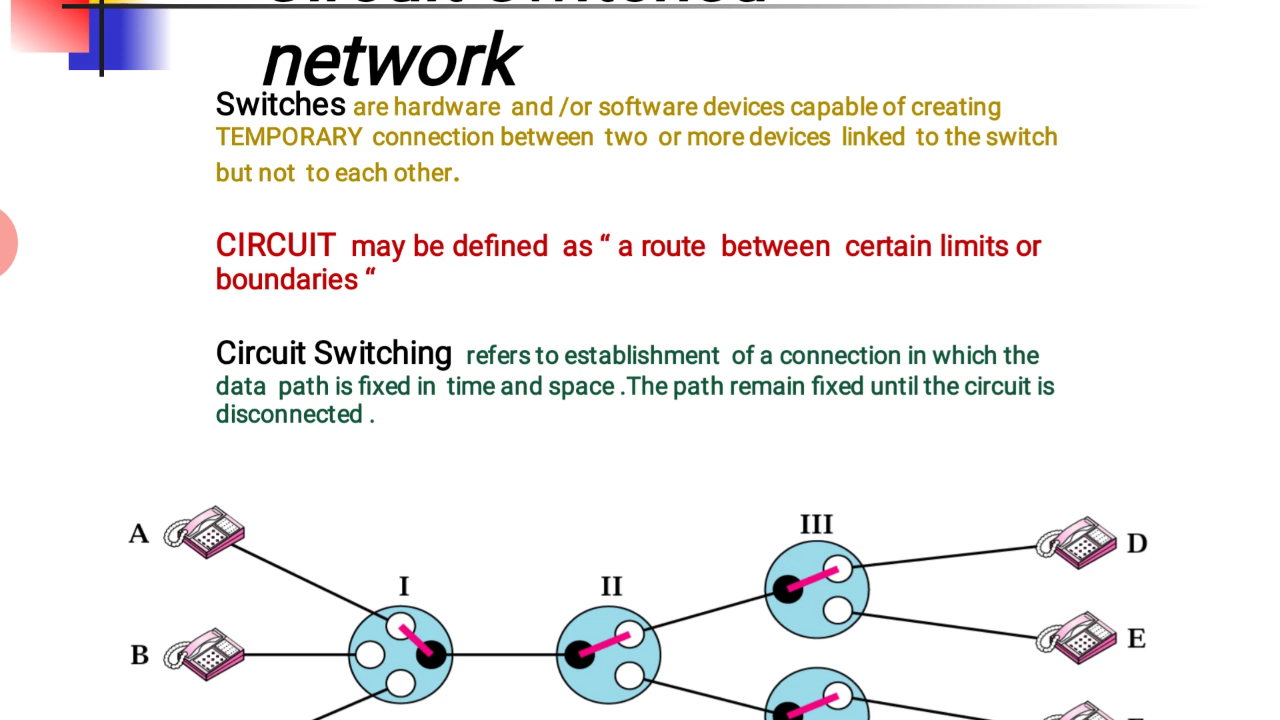 Circuit Switched
network
Switches are hardware and /or software devices capable of creating
TEMPORARY connection between two or more devices linked to the switch
but not to each other.
CIRCUIT may be defined as “ a route between certain limits or
boundaries “
Circuit Switching refers to establishment of a connection in which the
data path is fixed in time and space .The path remain fixed until the circuit is
disconnected .
A
I
II
III
D
B
E